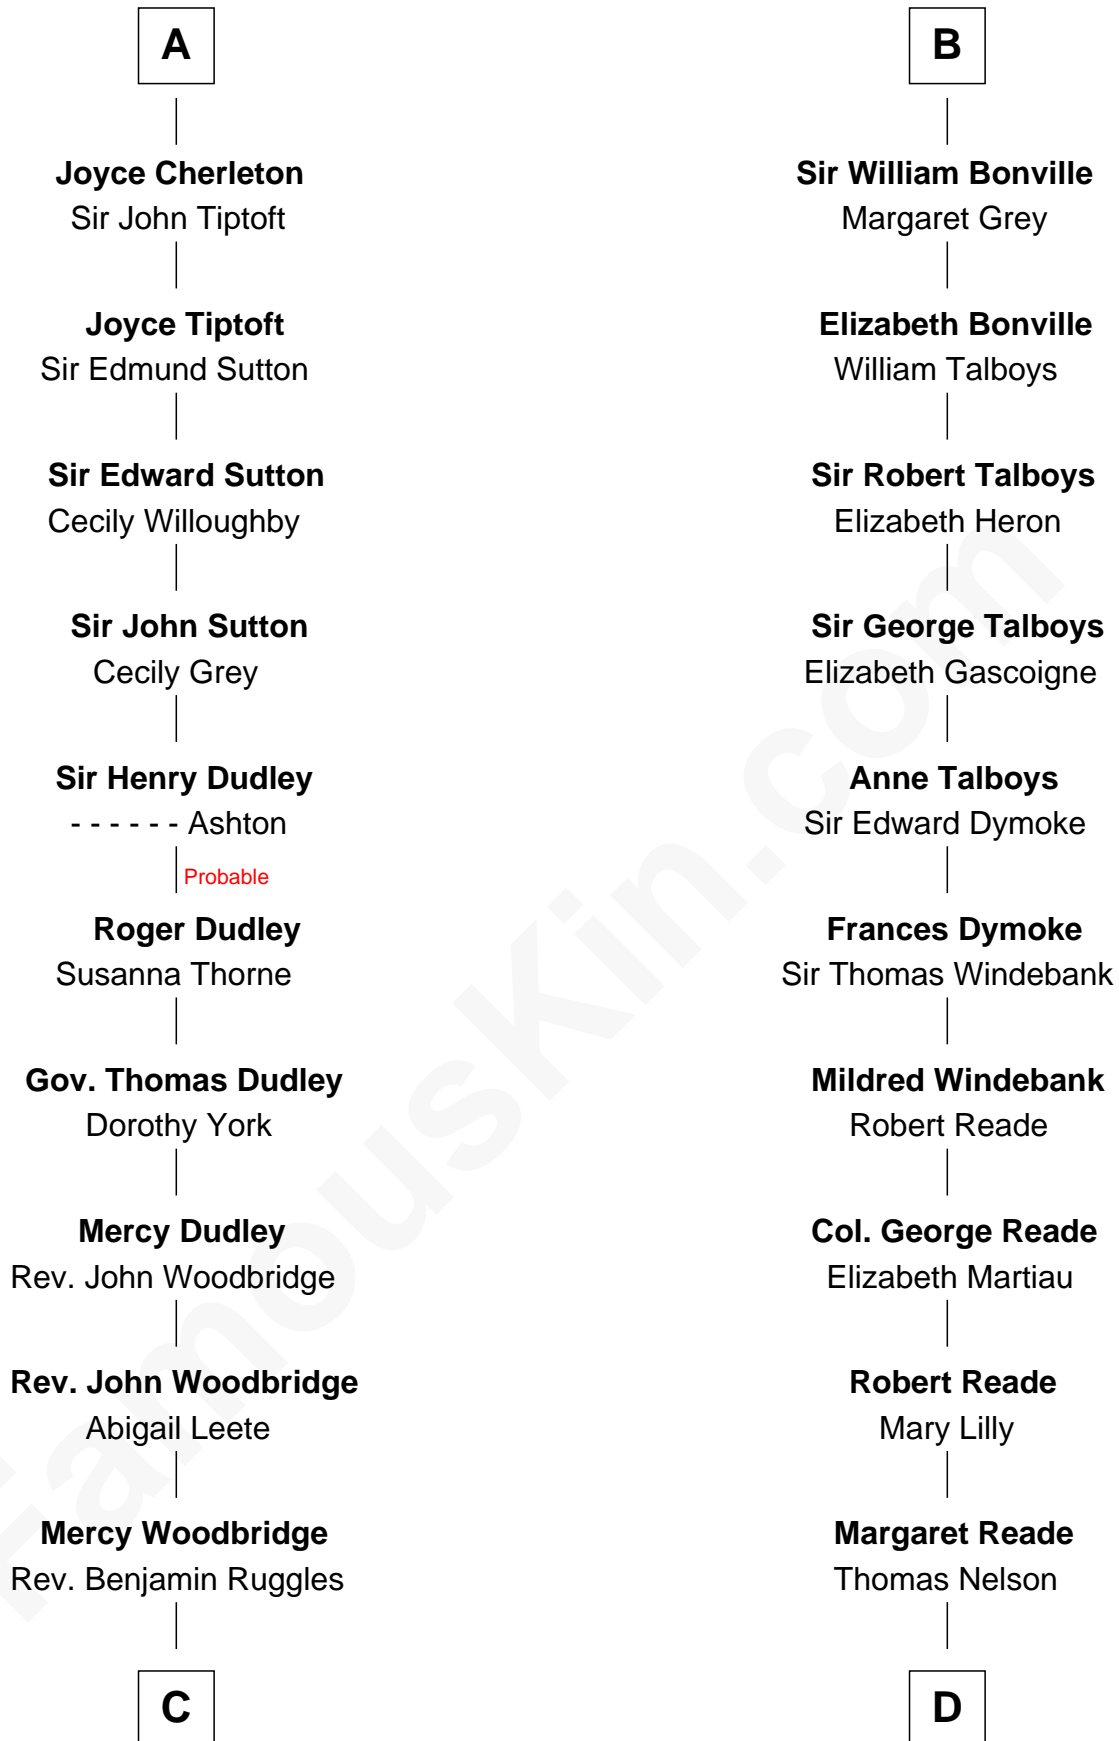 A
Joyce Cherleton
Sir John Tiptoft
Joyce Tiptoft
Sir Edmund Sutton
Sir Edward Sutton
Cecily Willoughby
Sir John Sutton
Cecily Grey
Sir Henry Dudley
- - - - - - Ashton
Probable
Roger Dudley
Susanna Thorne
Gov. Thomas Dudley
Dorothy York
Mercy Dudley
Rev. John Woodbridge
Rev. John Woodbridge
Abigail Leete
Mercy Woodbridge
Rev. Benjamin Ruggles
C
B
Sir William Bonville
Margaret Grey
Elizabeth Bonville
William Talboys
Sir Robert Talboys
Elizabeth Heron
Sir George Talboys
Elizabeth Gascoigne
Anne Talboys
Sir Edward Dymoke
Frances Dymoke
Sir Thomas Windebank
Mildred Windebank
Robert Reade
Col. George Reade
Elizabeth Martiau
Robert Reade
Mary Lilly
Margaret Reade
Thomas Nelson
D
FamousKin.com